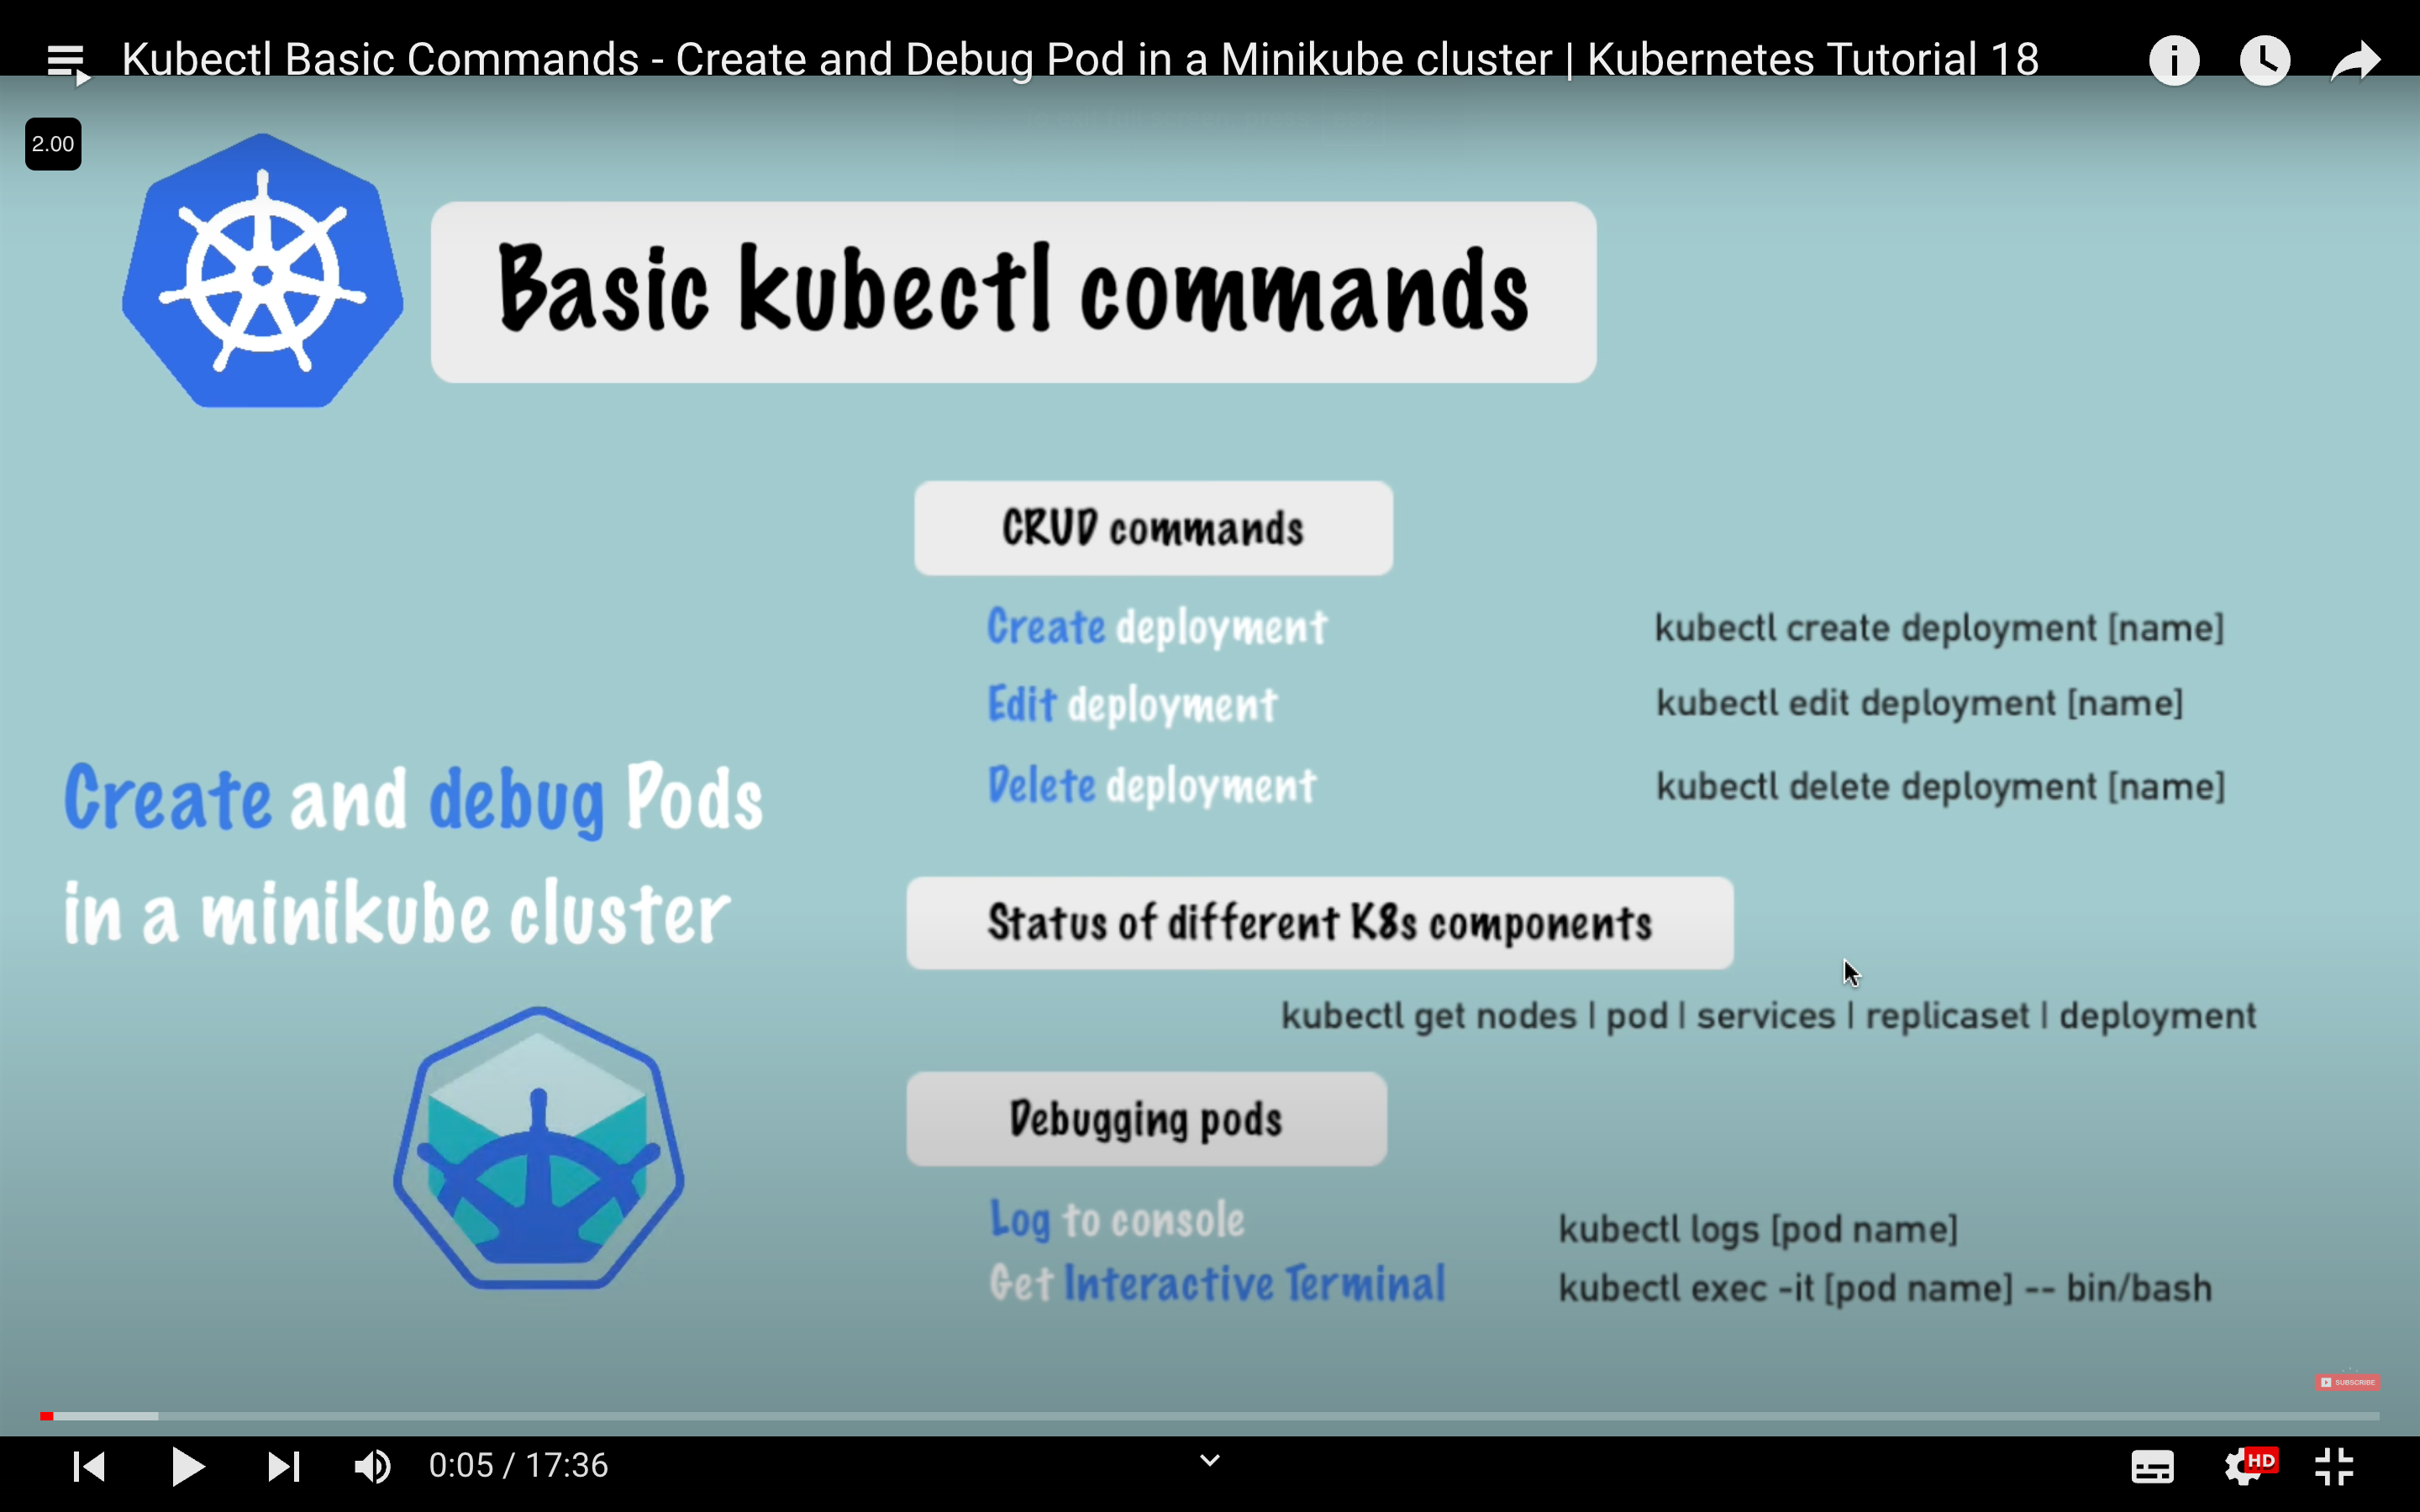 Kubectl Basic Commands - Create and Debug Pod in a Minikube cluster | Kubernetes Tutorial 18
2.00
Basic kubectl commands
CRUD commands
Create deployment kubectl create deployment [name]
Edit deployment kubectl edit deployment [name]
Delete deployment kubectl delete deployment [name]
Create and debug Pods
in a minikube cluster
Status of different K8s components
kubectl get nodes | pod | services | replicaset | deployment
Debugging pods
Log to console kubectl logs [pod name]
Get Interactive Terminal kubectl exec -it [pod name] -- bin/bash
SUBSCRIBE
0:05 / 17:36
HD